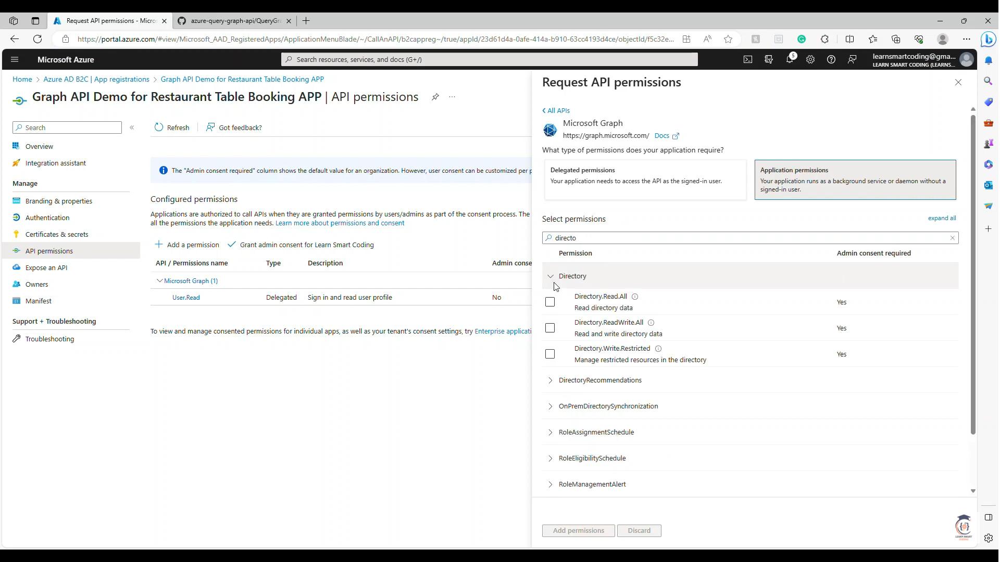 Request API permissions - Micros
azure-query-graph-api/QueryGra
https://portal.azure.com/#view/Microsoft_AAD_RegisteredApps/ApplicationMenuBlade/~/CallAnAPI/b2cappreg~/true/appId/23d61d4a-0afe-414a-b910-63cc4193d4ce/objectId/f5c32e...
Microsoft Azure
Search resources, services, and docs (G+/)
5
learnsmartcoding@gma...
LEARN SMART CODING (LEARNS...
Home > Azure AD B2C | App registrations > Graph API Demo for Restaurant Table Booking APP
Graph API Demo for Restaurant Table Booking APP | API permissions
Search
Overview
Integration assistant
Manage
Branding & properties
Authentication
Certificates & secrets
API permissions
Expose an API
Owners
Manifest
Support + Troubleshooting
Troubleshooting
Refresh
Got feedback?
The "Admin consent required" column shows the default value for an organization. However, user consent can be customized per p
Configured permissions
Applications are authorized to call APIs when they are granted permissions by users/admins as part of the consent process. The
all the permissions the application needs. Learn more about permissions and consent
Add a permission
Grant admin consent for Learn Smart Coding
API / Permissions name Type Description Admin conse
Microsoft Graph (1)
User.Read Delegated Sign in and read user profile No
To view and manage consented permissions for individual apps, as well as your tenant's consent settings, try Enterprise applicati
Request API permissions
All APIs
Microsoft Graph
https://graph.microsoft.com/ Docs
What type of permissions does your application require?
Delegated permissions
Your application needs to access the API as the signed-in user.
Application permissions
Your application runs as a background service or daemon without a
signed-in user.
Select permissions
expand all
directo
Permission Admin consent required
Directory
Directory.Read.All
Read directory data
Yes
Directory.ReadWrite.All
Read and write directory data
Yes
Directory.Write.Restricted
Manage restricted resources in the directory
Yes
DirectoryRecommendations
OnPremDirectorySynchronization
RoleAssignmentSchedule
RoleEligibilitySchedule
RoleManagementAlert
Add permissions
Discard
LEARN SMART
CODING